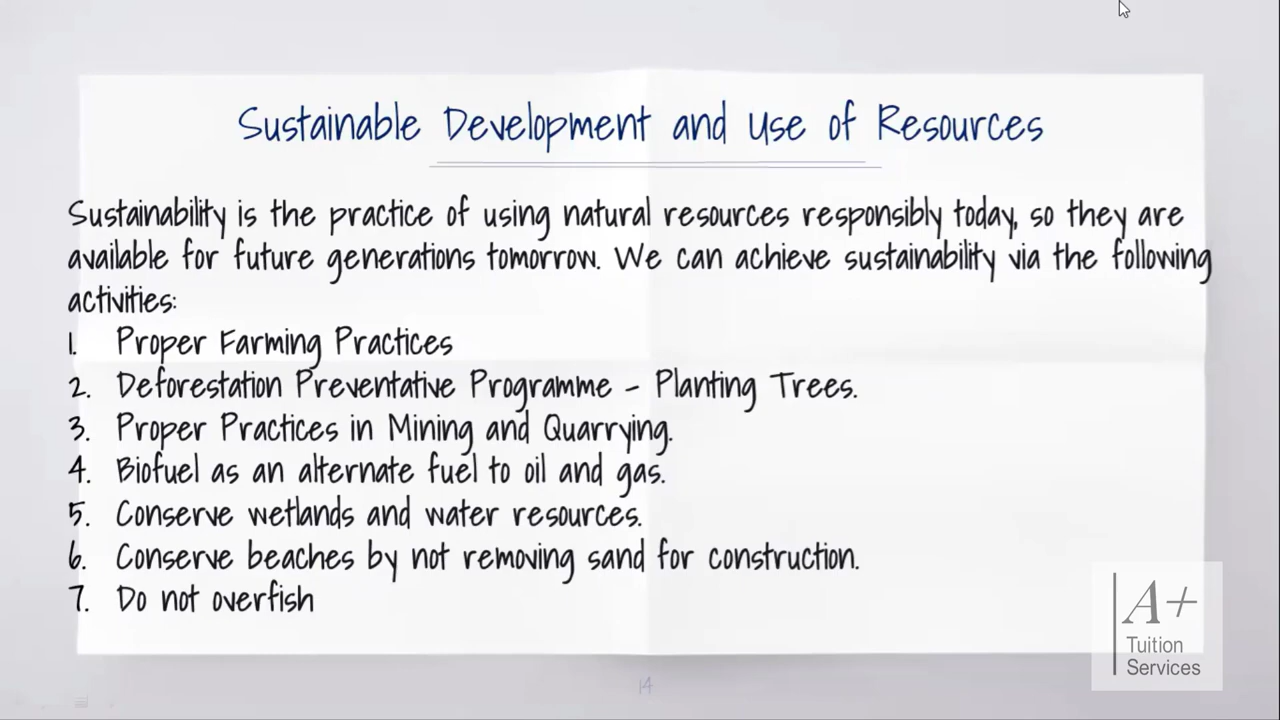 Sustainable Development and Use of Resources
Sustainability is the practice of using natural resources responsibly today, so they are
available for future generations tomorrow. We can achieve sustainability via the following
activities:
1. Proper Farming Practices
2. Deforestation Preventative Programme - Planting Trees.
3. Proper Practices in Mining and Quarrying.
4. Biofuel as an alternate fuel to oil and gas.
5. Conserve wetlands and water resources.
6. Conserve beaches by not removing sand for construction.
7. Do not overfish
A+
Tuition
Services
14